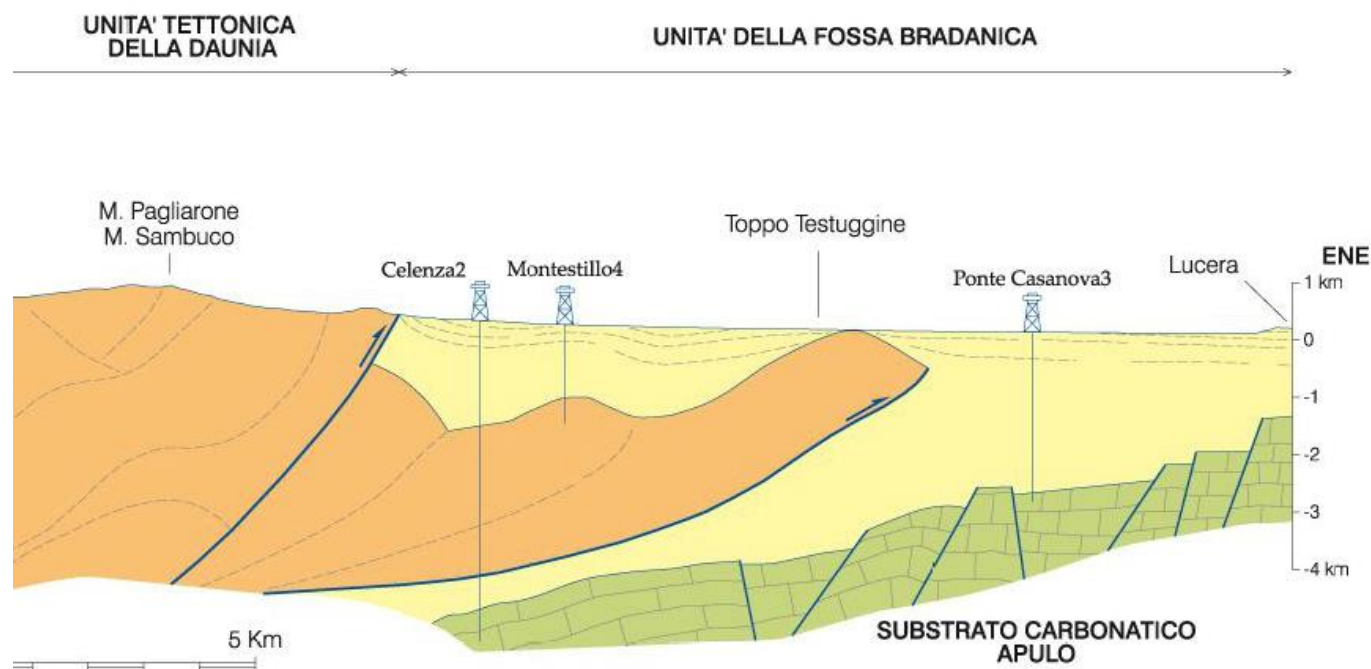 UNITA' TETTONICA
DELLA DAUNIA
UNITA' DELLA FOSSA BRADANICA
M. Pagliarone
M. Sambuco
Celenza2
Montestillo4
Toppo Testuggine
Ponte Casanova3
Lucera
ENE
1 km
0
-1
-2
-3
-4 km
5 Km
SUBSTRATO CARBONATICO
APULO